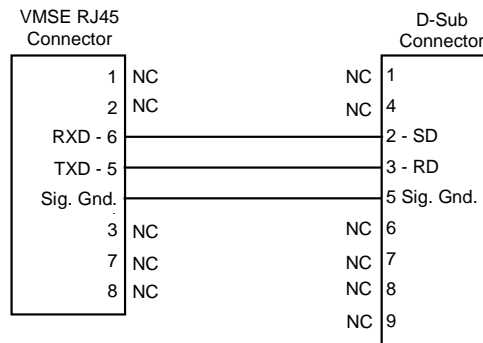 VMSE RJ45
Connector
D-Sub
Connector
1 NC
NC 1
2 NC
NC 4
RXD - 6
2 - SD
TXD - 5
3 - RD
Sig. Gnd.
5 Sig. Gnd.
3 NC
NC 6
7 NC
NC 7
8 NC
NC 8
NC 9